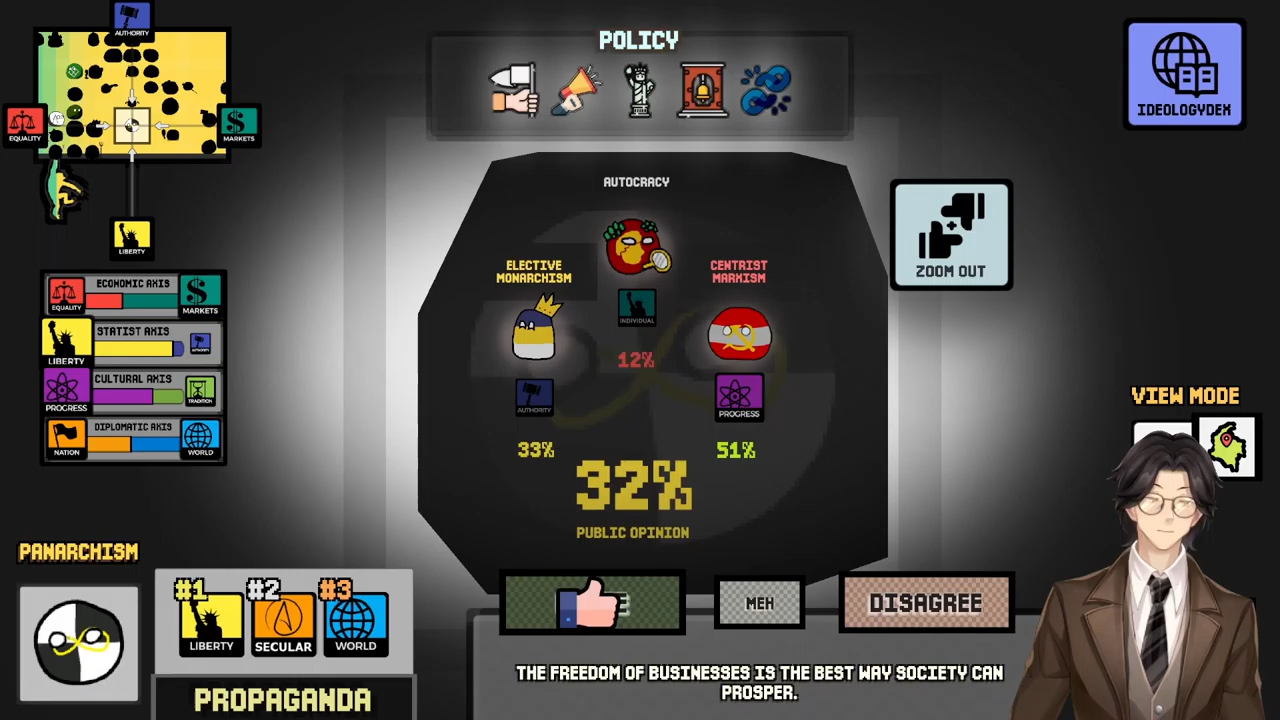 AUTHORITY
POLICY
IDEOLOGYDEX
EQUALITY
$
MARKETS
LIBERTY
AUTOCRACY
ELECTIVE
MONARCHISM
CENTRIST
MARXISM
INDIVIDUAL
12%
AUTHORITY
PROGRESS
33%
51%
32%
PUBLIC OPINION
ZOOM OUT
ECONOMIC AXIS
EQUALITY
$
MARKETS
STATIST AXIS
LIBERTY
AUTHORITY
CULTURAL AXIS
PROGRESS
TRADITION
DIPLOMATIC AXIS
NATION
WORLD
VIEW MODE
PANARCHISM
#1
#2
#3
LIBERTY
SECULAR
WORLD
PROPAGANDA
MEH
DISAGREE
THE FREEDOM OF BUSINESSES IS THE BEST WAY SOCIETY CAN
PROSPER.